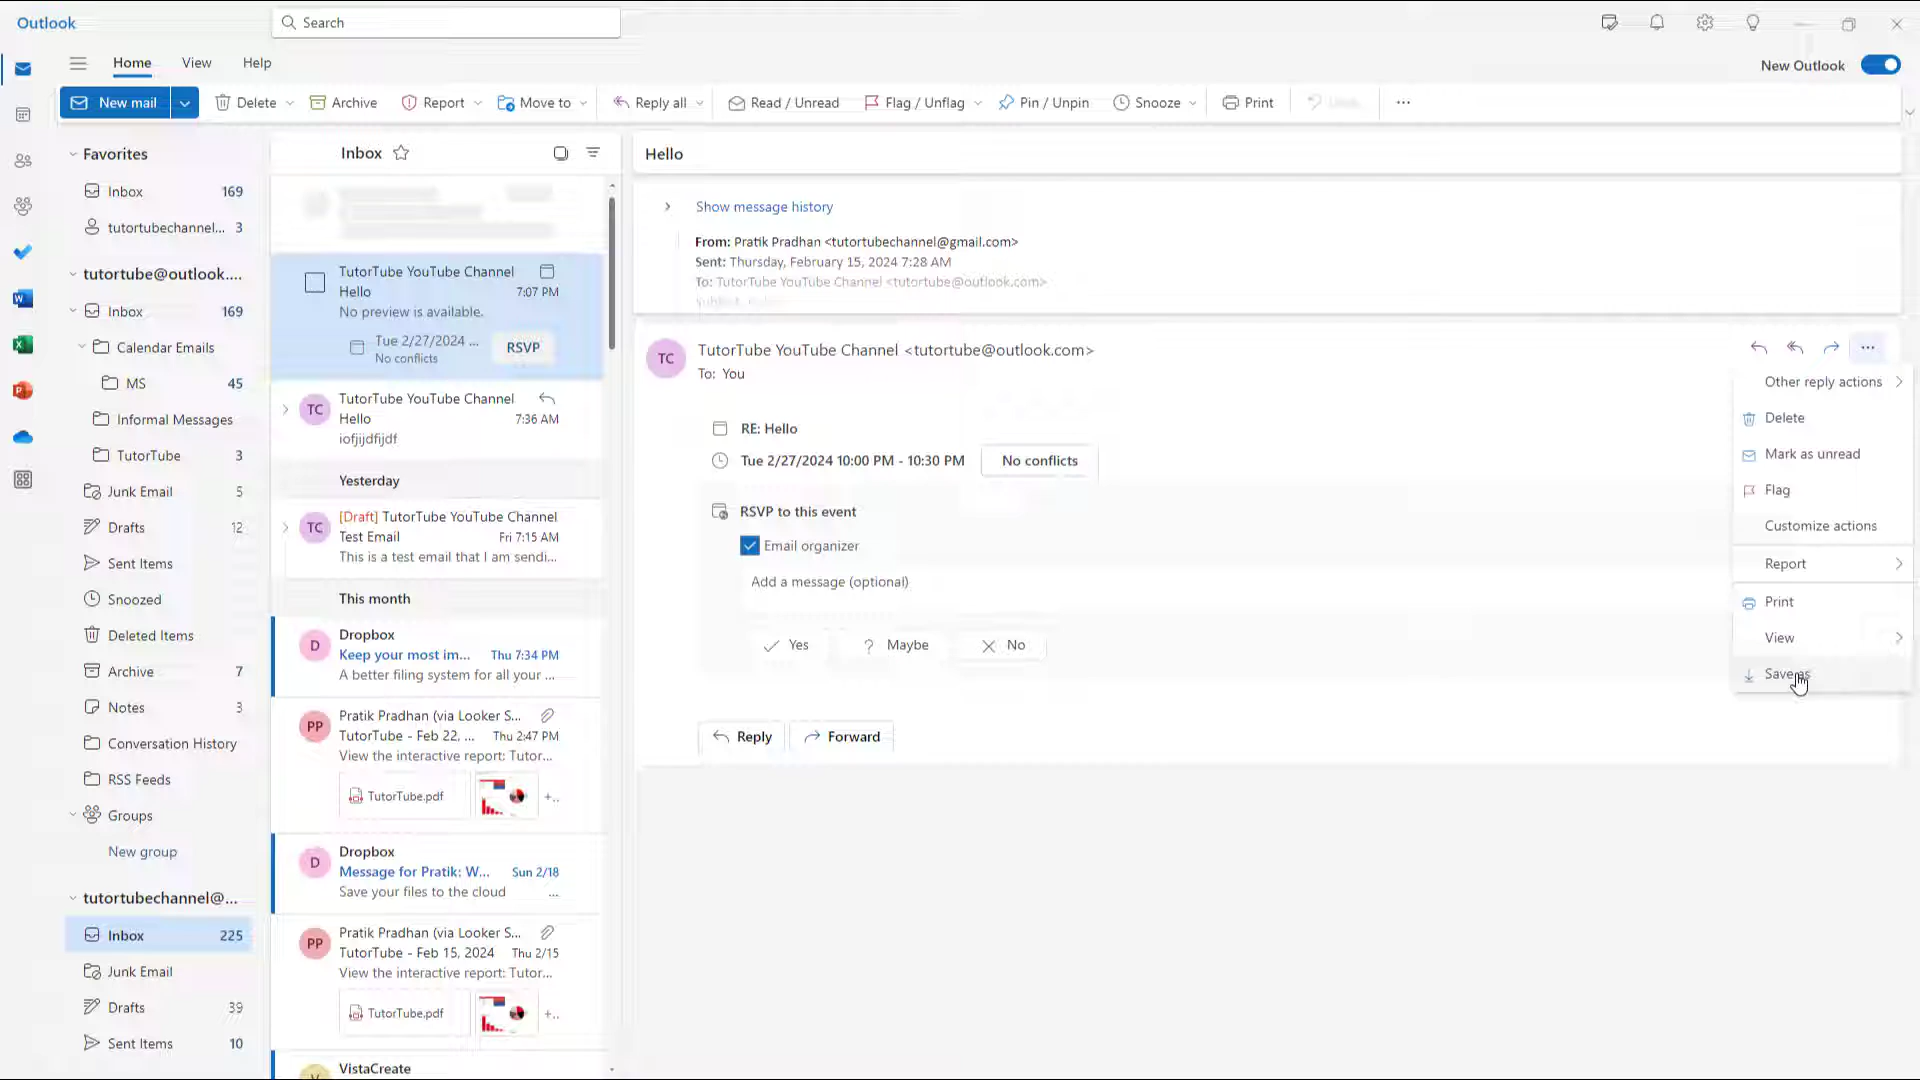 Outlook
Search
Home View Help
New Outlook
New mail Delete Archive Report Move to Reply all Read / Unread Flag / Unflag Pin / Unpin Snooze Print
Favorites
Inbox 169
tutortubechannel... 3
tutortube@outlook....
Inbox 169
Calendar Emails
MS 45
Informal Messages
TutorTube 3
Junk Email 5
Drafts 12
Sent Items
Snoozed
Deleted Items
Archive 7
Notes 3
Conversation History
RSS Feeds
Groups
New group
tutortubechannel@...
Inbox 225
Junk Email
Drafts 39
Sent Items 10
Inbox
TutorTube YouTube Channel
Hello 7:07 PM
No preview is available.
Tue 2/27/2024 ...
No conflicts
RSVP
TC
TutorTube YouTube Channel
Hello 7:36 AM
iofjijdfijdf
Yesterday
TC
[Draft] TutorTube YouTube Channel
Test Email Fri 7:15 AM
This is a test email that I am sendi...
This month
D
Dropbox
Keep your most im... Thu 7:34 PM
A better filing system for all your ...
PP
Pratik Pradhan (via Looker S...
TutorTube - Feb 22, ... Thu 2:47 PM
View the interactive report: Tutor...
TutorTube.pdf +..
D
Dropbox
Message for Pratik: W... Sun 2/18
Save your files to the cloud ...
PP
Pratik Pradhan (via Looker S...
TutorTube - Feb 15, 2024 Thu 2/15
View the interactive report: Tutor...
TutorTube.pdf +..
VistaCreate
Hello
Show message history
From: Pratik Pradhan <tutortubechannel@gmail.com>
Sent: Thursday, February 15, 2024 7:28 AM
To: TutorTube YouTube Channel <tutortube@outlook.com>
TC
TutorTube YouTube Channel <tutortube@outlook.com>
To: You
RE: Hello
Tue 2/27/2024 10:00 PM - 10:30 PM No conflicts
RSVP to this event
Email organizer
Add a message (optional)
Yes ? Maybe No
Reply Forward
Other reply actions
Delete
Mark as unread
Flag
Customize actions
Report
Print
View
Save as